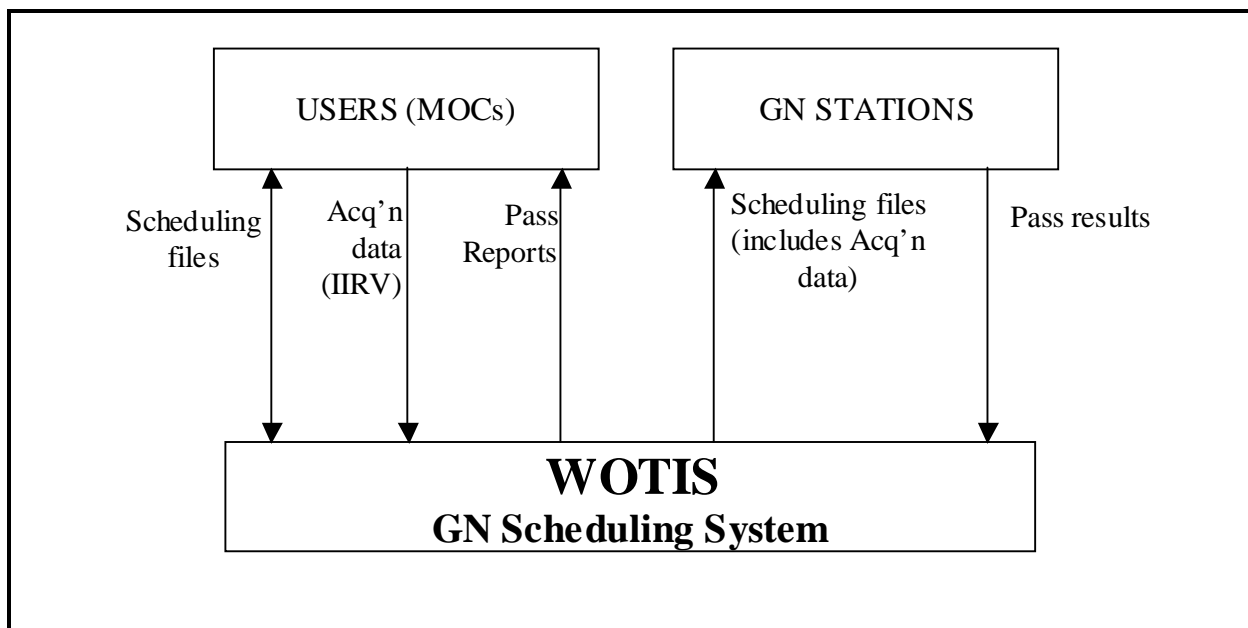 USERS (MOCs)
GN STATIONS
Scheduling
files
Acq’n
data
(IIRV)
Pass
Reports
Scheduling files
(includes Acq’n
data)
Pass results
WOTIS
GN Scheduling System